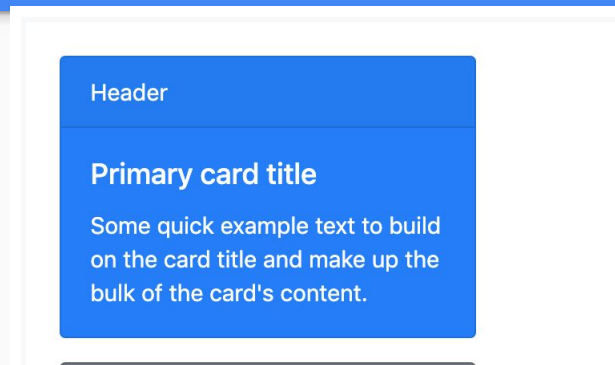 Header
Primary card title
Some quick example text to build
on the card title and make up the
bulk of the card's content.